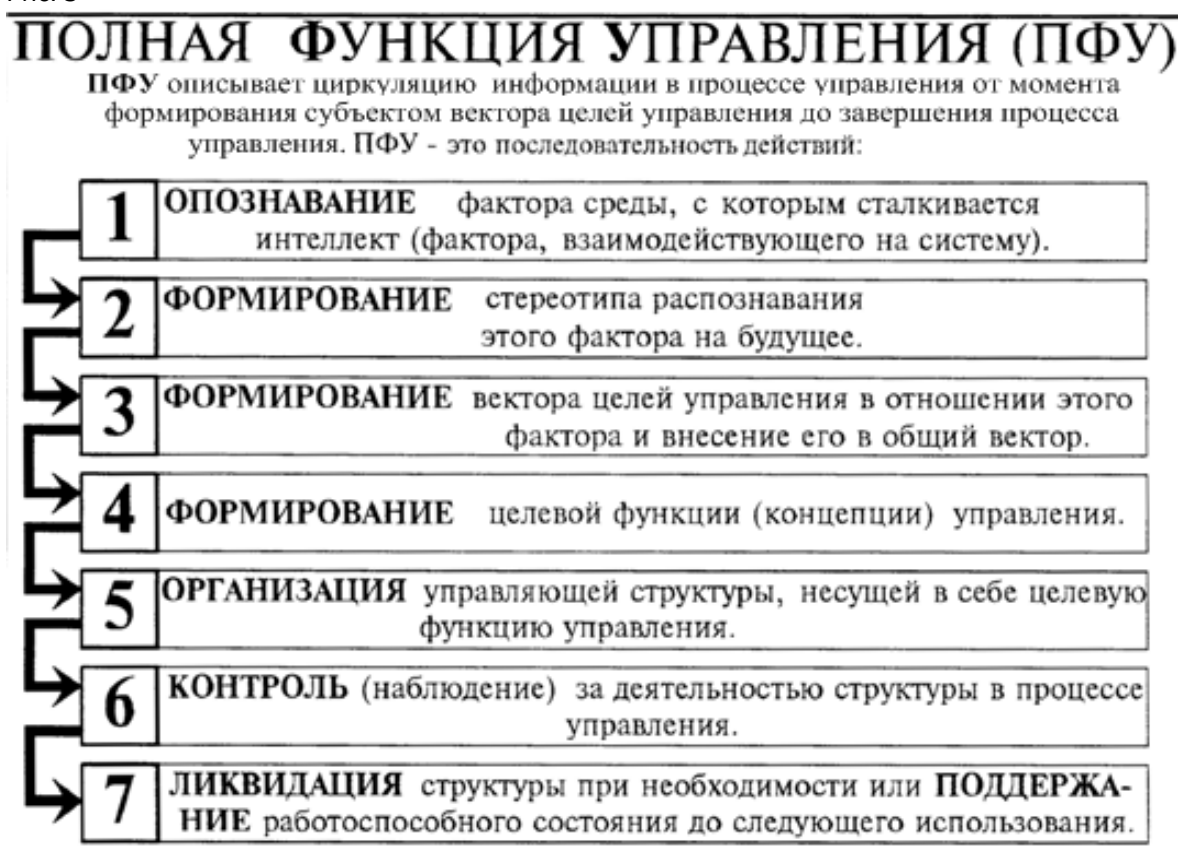 ПОЛНАЯ ФУНКЦИЯ УПРАВЛЕНИЯ (ПФУ)
ПФУ описывает циркуляцию информации в процессе управления от момента
формирования субъектом вектора целей управления до завершения процесса
управления. ПФУ - это последовательность действий:
1 ОПОЗНАВАНИЕ фактора среды, с которым сталкивается
интеллект (фактора, взаимодействующего на систему).
2 ФОРМИРОВАНИЕ стереотипа распознавания
этого фактора на будущее.
3 ФОРМИРОВАНИЕ вектора целей управления в отношении этого
фактора и внесение его в общий вектор.
4 ФОРМИРОВАНИЕ целевой функции (концепции) управления.
5 ОРГАНИЗАЦИЯ управляющей структуры, несущей в себе целевую
функцию управления.
6 КОНТРОЛЬ (наблюдение) за деятельностью структуры в процессе
управления.
7 ЛИКВИДАЦИЯ структуры при необходимости или ПОДДЕРЖА-
НИЕ работоспособного состояния до следующего использования.